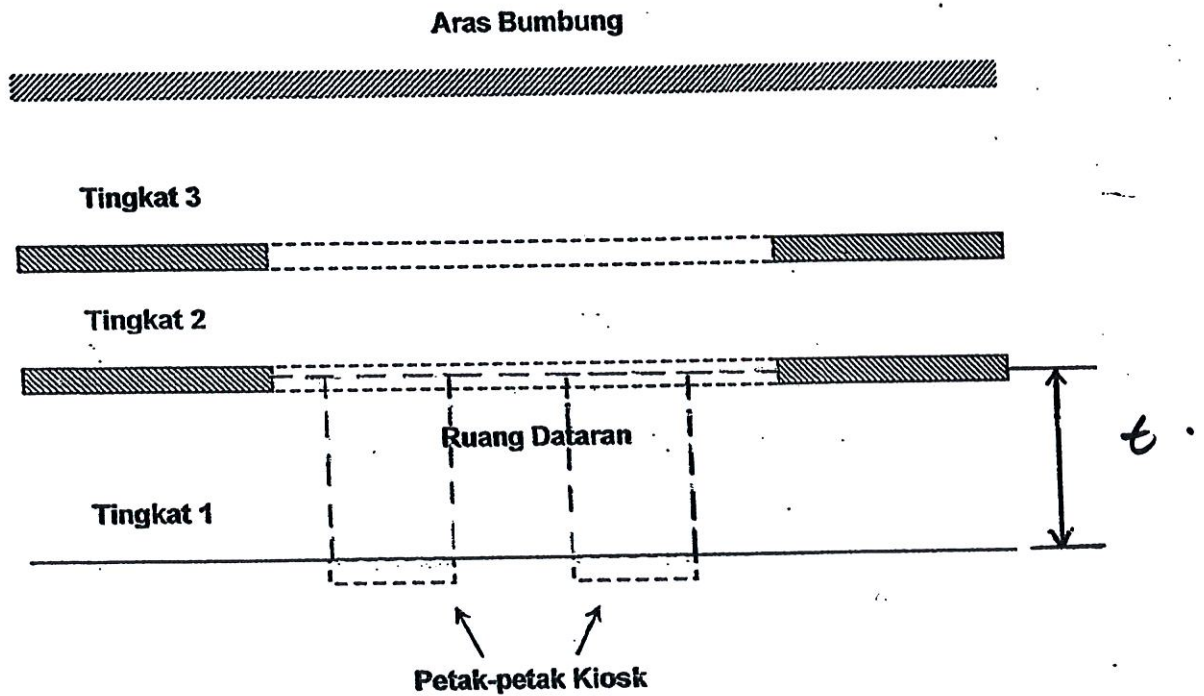 Aras Bumbung
Tingkat 3
Tingkat 2
Ruang Dataran
t
Tingkat 1
Petak-petak Kiosk